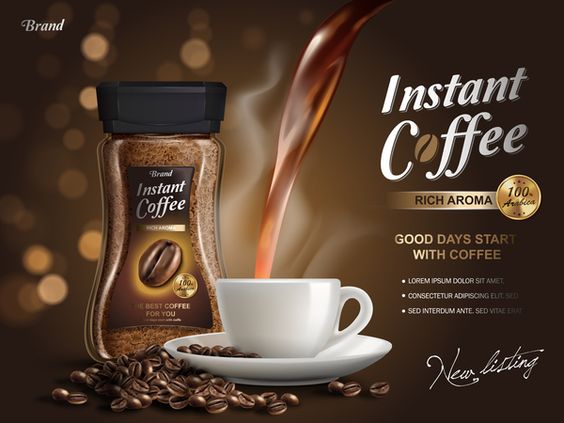 Brand
Instant
Coffee
RICH AROMA
100%
Arabica
GOOD DAYS START
WITH COFFEE
• LOREM IPSUM DOLOR SIT AMET.
• CONSECTETUR ADIPISCING ELIT. SED
• SED INTERDUM ANTE. SED VITAE ERAT
New listing
Brand
Instant
Coffee
RICH AROMA
100%
THE BEST COFFEE
FOR YOU